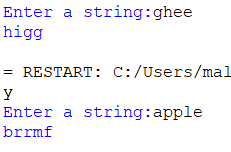 Enter a string:ghee
higg
= RESTART: C:/Users/mal
y
Enter a string:apple
brrmf